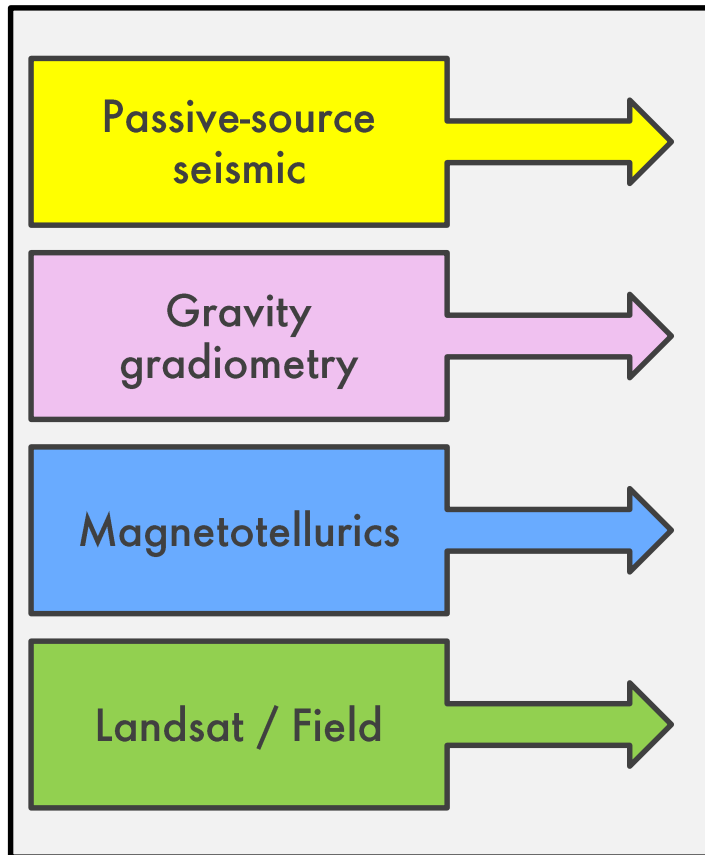 Passive-source
seismic
Gravity
gradiometry
Magnetotellurics
Landsat / Field